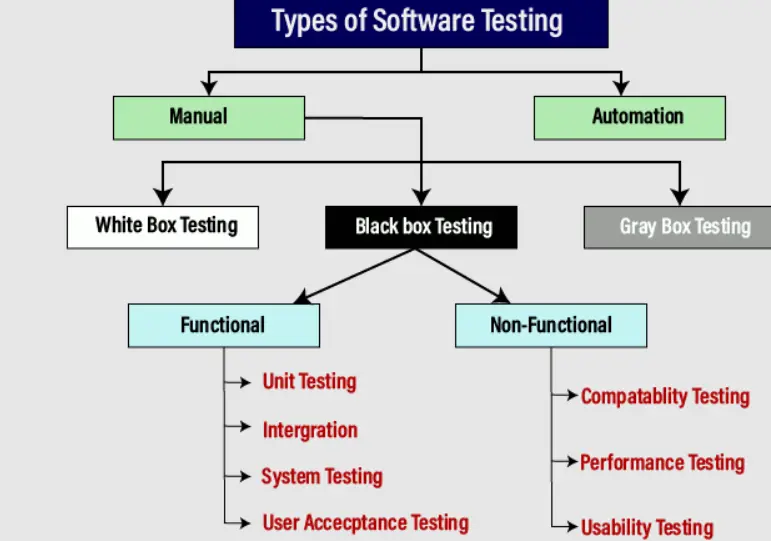 Types of Software Testing
Manual
Automation
White Box Testing
Black box Testing
Gray Box Testing
Functional
Non-Functional
Unit Testing
Intergration
System Testing
User Accecptance Testing
Compatablity Testing
Performance Testing
Usability Testing